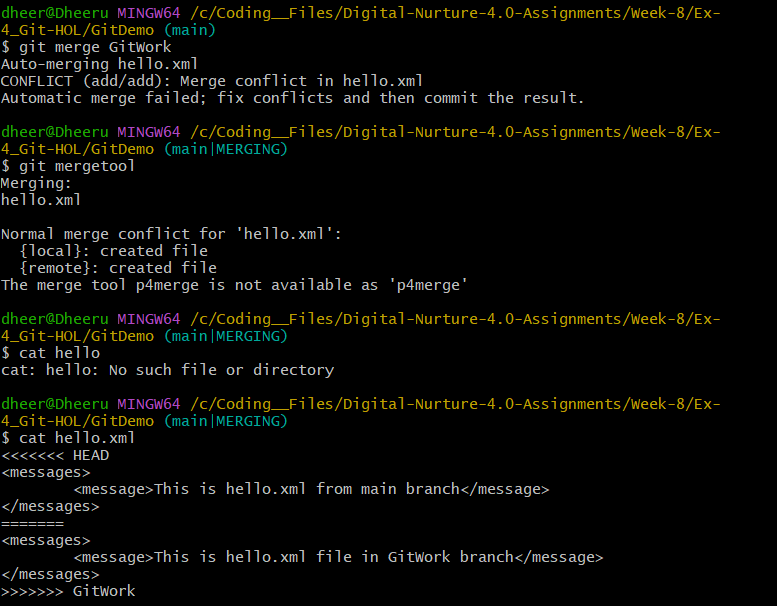 dheer@Dheeru MINGW64 /c/Coding__Files/Digital-Nurture-4.0-Assignments/Week-8/Ex-
4_Git-HOL/GitDemo (main)
$ git merge GitWork
Auto-merging hello.xml
CONFLICT (add/add): Merge conflict in hello.xml
Automatic merge failed; fix conflicts and then commit the result.

dheer@Dheeru MINGW64 /c/Coding__Files/Digital-Nurture-4.0-Assignments/Week-8/Ex-
4_Git-HOL/GitDemo (main|MERGING)
$ git mergetool
Merging:
hello.xml

Normal merge conflict for 'hello.xml':
  {local}: created file
  {remote}: created file
The merge tool p4merge is not available as 'p4merge'

dheer@Dheeru MINGW64 /c/Coding__Files/Digital-Nurture-4.0-Assignments/Week-8/Ex-
4_Git-HOL/GitDemo (main|MERGING)
$ cat hello
cat: hello: No such file or directory

dheer@Dheeru MINGW64 /c/Coding__Files/Digital-Nurture-4.0-Assignments/Week-8/Ex-
4_Git-HOL/GitDemo (main|MERGING)
$ cat hello.xml
<<<<<<< HEAD
<messages>
        <message>This is hello.xml from main branch</message>
</messages>
=======
<messages>
        <message>This is hello.xml file in GitWork branch</message>
</messages>
>>>>>>> GitWork